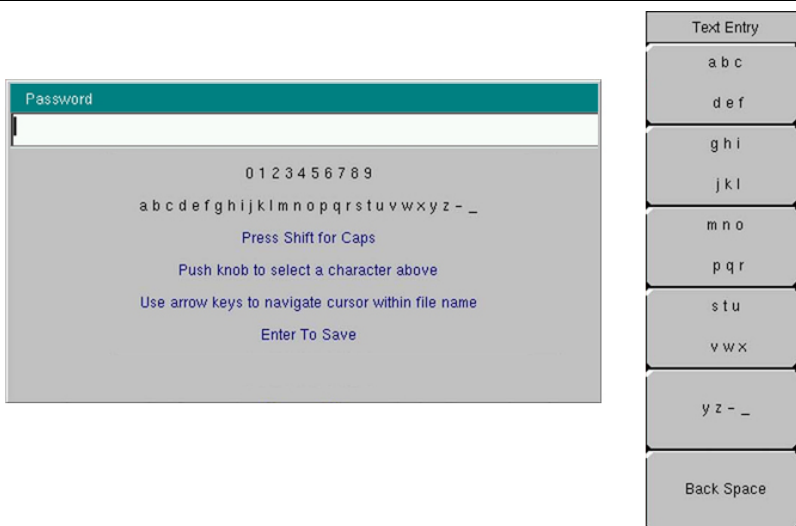 Password
0 1 2 3 4 5 6 7 8 9
a b c d e f g h i j k l m n o p q r s t u v w x y z - _
Press Shift for Caps
Push knob to select a character above
Use arrow keys to navigate cursor within file name
Enter To Save
Text Entry
a b c
d e f
g h i
j k l
m n o
p q r
s t u
v w x
y z - _
Back Space